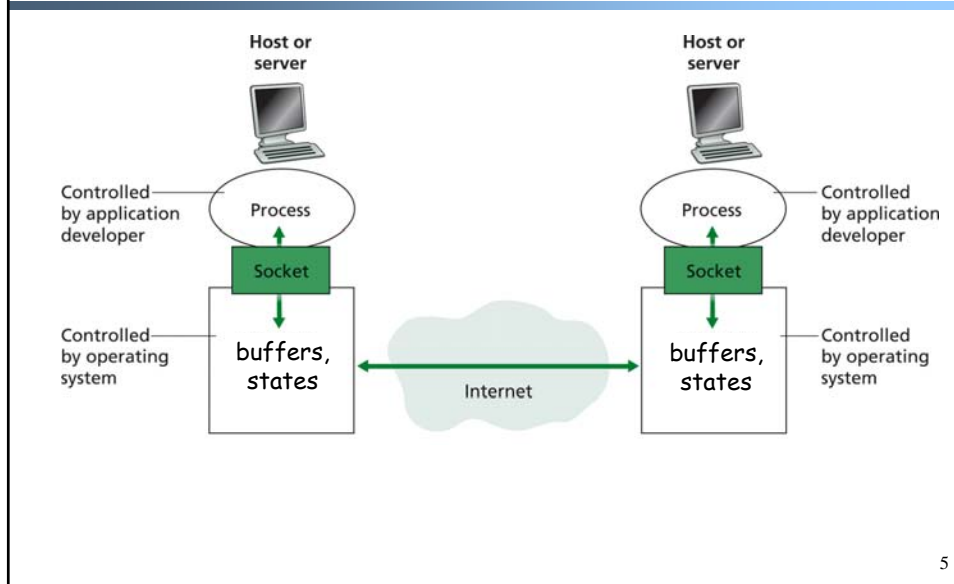 Host or
server
Controlled
by application
developer
Process
Socket
Controlled
by operating
system
buffers,
states
Internet
Host or
server
Process
Controlled
by application
developer
Socket
buffers,
states
Controlled
by operating
system
5